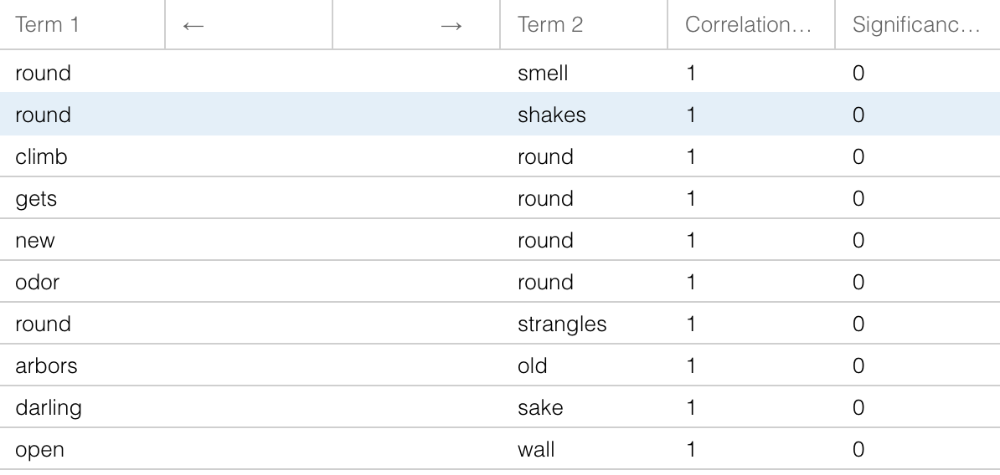 Term 1 ← → Term 2 Correlation… Significanc…
round smell 1 0
round shakes 1 0
climb round 1 0
gets round 1 0
new round 1 0
odor round 1 0
round strangles 1 0
arbors old 1 0
darling sake 1 0
open wall 1 0